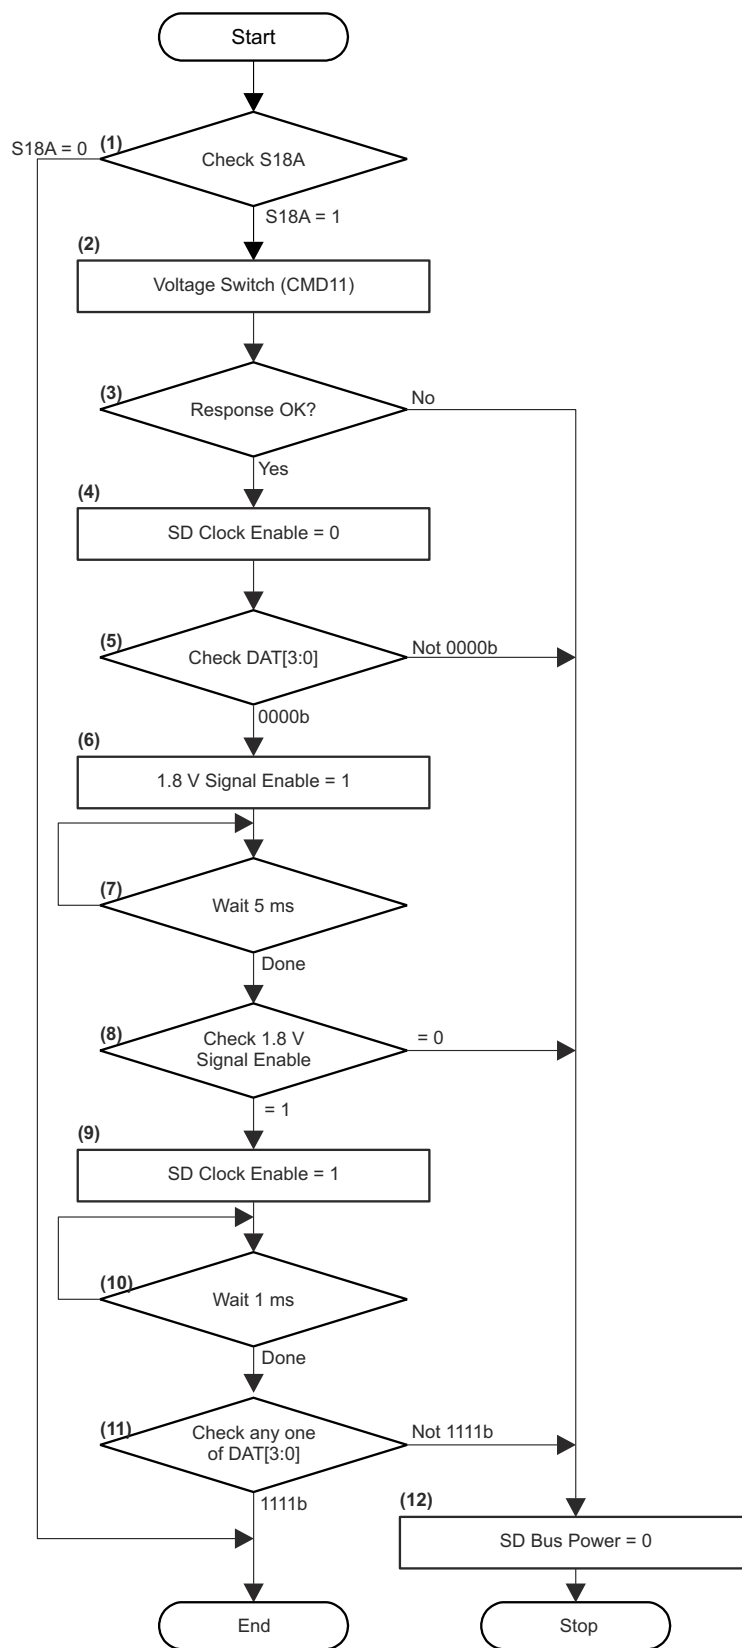 Start
(1)
S18A = 0
Check S18A
S18A = 1
(2)
Voltage Switch (CMD11)
(3)
No
Response OK?
Yes
(4)
SD Clock Enable = 0
(5)
Not 0000b
Check DAT[3:0]
0000b
(6)
1.8 V Signal Enable = 1
(7)
Wait 5 ms
Done
(8)
Check 1.8 V
Signal Enable
= 0
= 1
(9)
SD Clock Enable = 1
(10)
Wait 1 ms
Done
(11)
Check any one
of DAT[3:0]
Not 1111b
1111b
(12)
SD Bus Power = 0
End
Stop